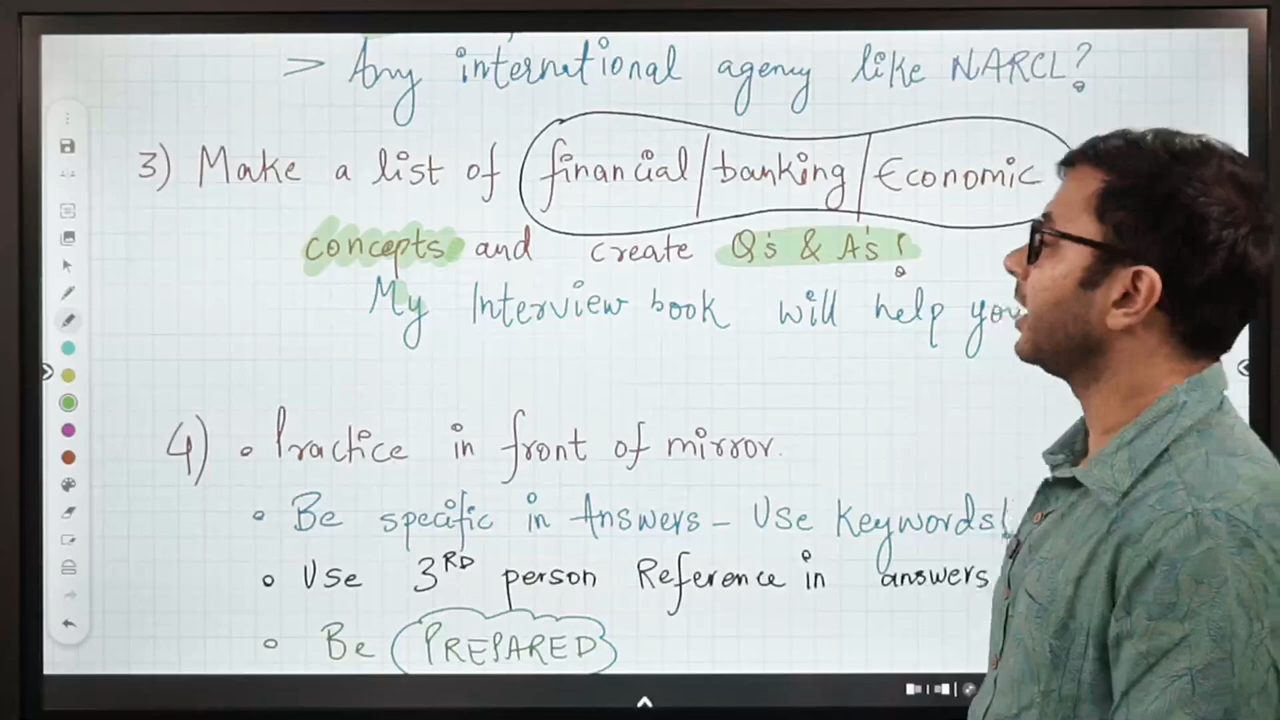 > Any international agency like NARCL?
3) Make a list of financial/banking/Economic
concepts and create Q's & A's!
My Interview book will help you
4) • Practice in front of mirror.
• Be specific in Answers - Use Keywords!
• Use 3RD person Reference in answers
• Be PREPARED